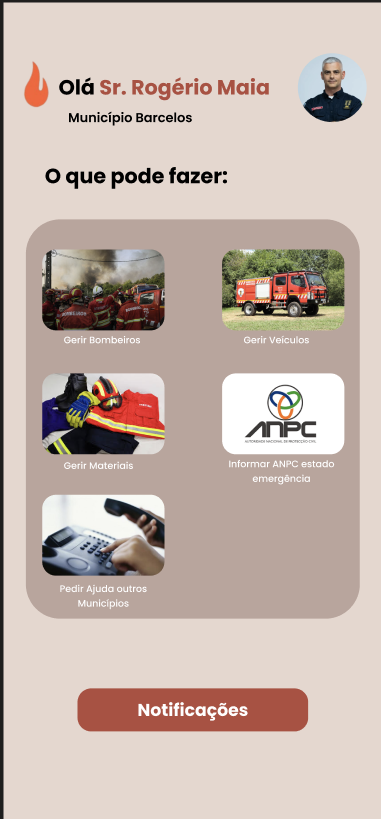 Olá Sr. Rogério Maia
Município Barcelos
O que pode fazer:
Gerir Bombeiros
Gerir Veículos
Gerir Materiais
ANPC
AUTORIDADE NACIONAL DE PROTECÇÃO CIVIL
Informar ANPC estado
emergência
Pedir Ajuda outros
Municípios
Notificações